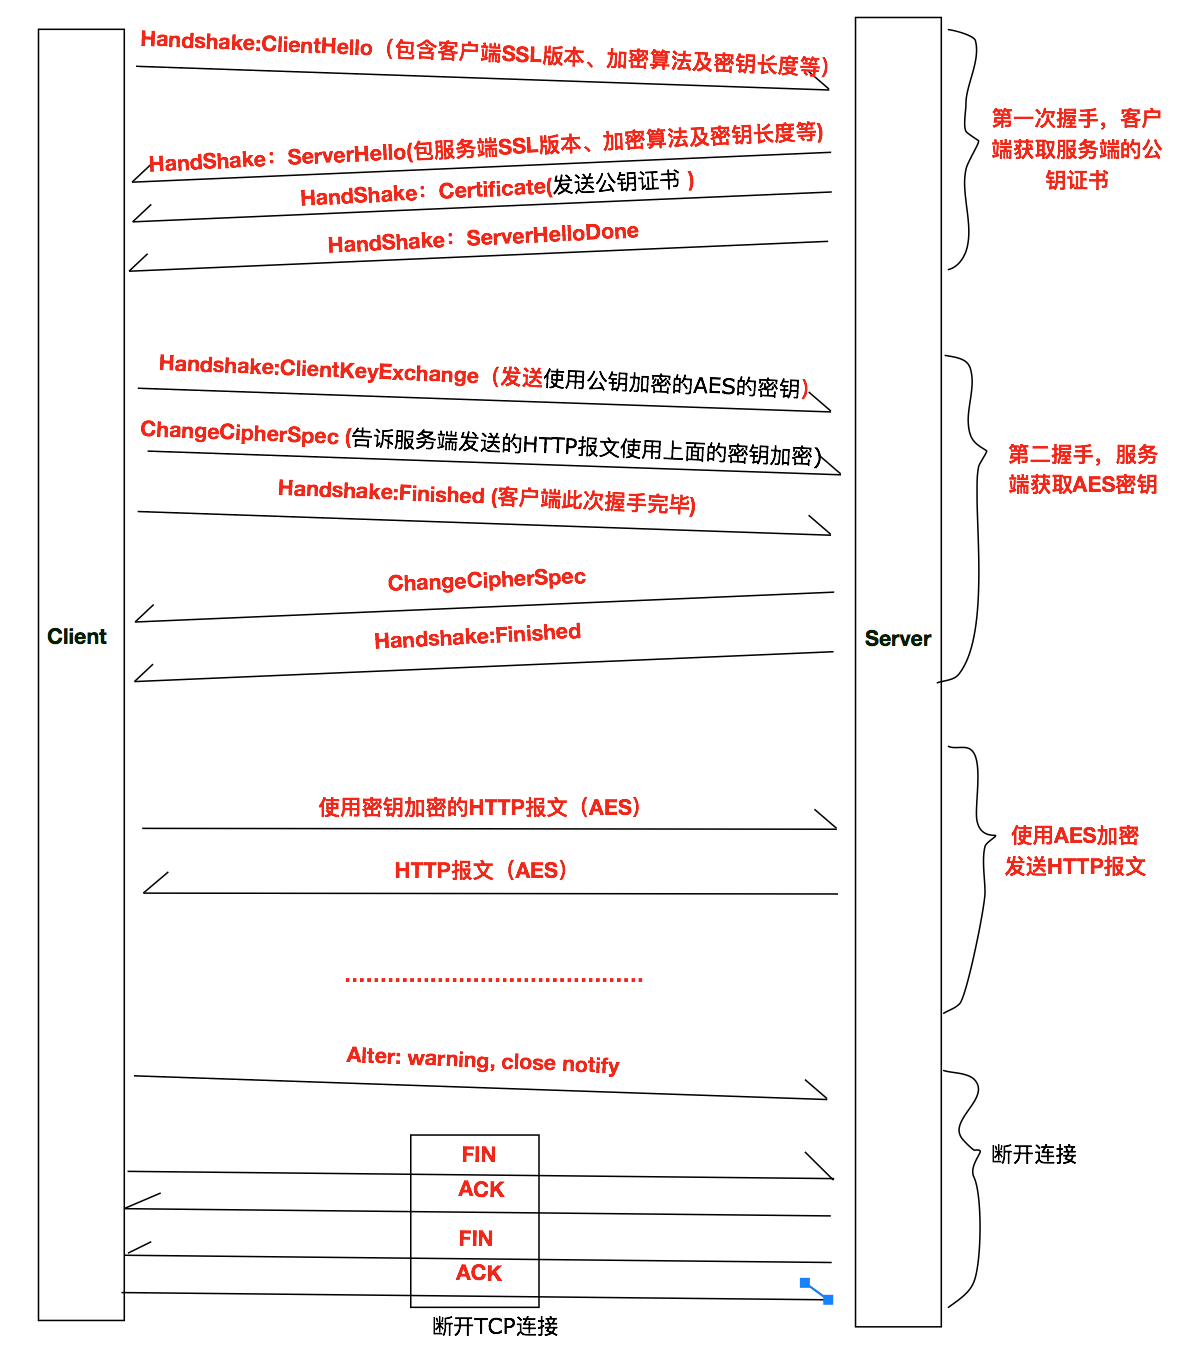 Handshake:ClientHello（包含客户端SSL版本、加密算法及密钥长度等）
HandShake：ServerHello(包服务端SSL版本、加密算法及密钥长度等)
HandShake：Certificate(发送公钥证书 )
HandShake：ServerHelloDone
第一次握手，客户
端获取服务端的公
钥证书
Handshake:ClientKeyExchange（发送使用公钥加密的AES的密钥）
ChangeCipherSpec (告诉服务端发送的HTTP报文使用上面的密钥加密）
Handshake:Finished (客户端此次握手完毕)
ChangeCipherSpec
Handshake:Finished
第二握手，服务
端获取AES密钥
Client
Server
使用密钥加密的HTTP报文（AES）
HTTP报文（AES）
使用AES加密
发送HTTP报文
Alter: warning, close notify
FIN
ACK
FIN
ACK
断开TCP连接
断开连接